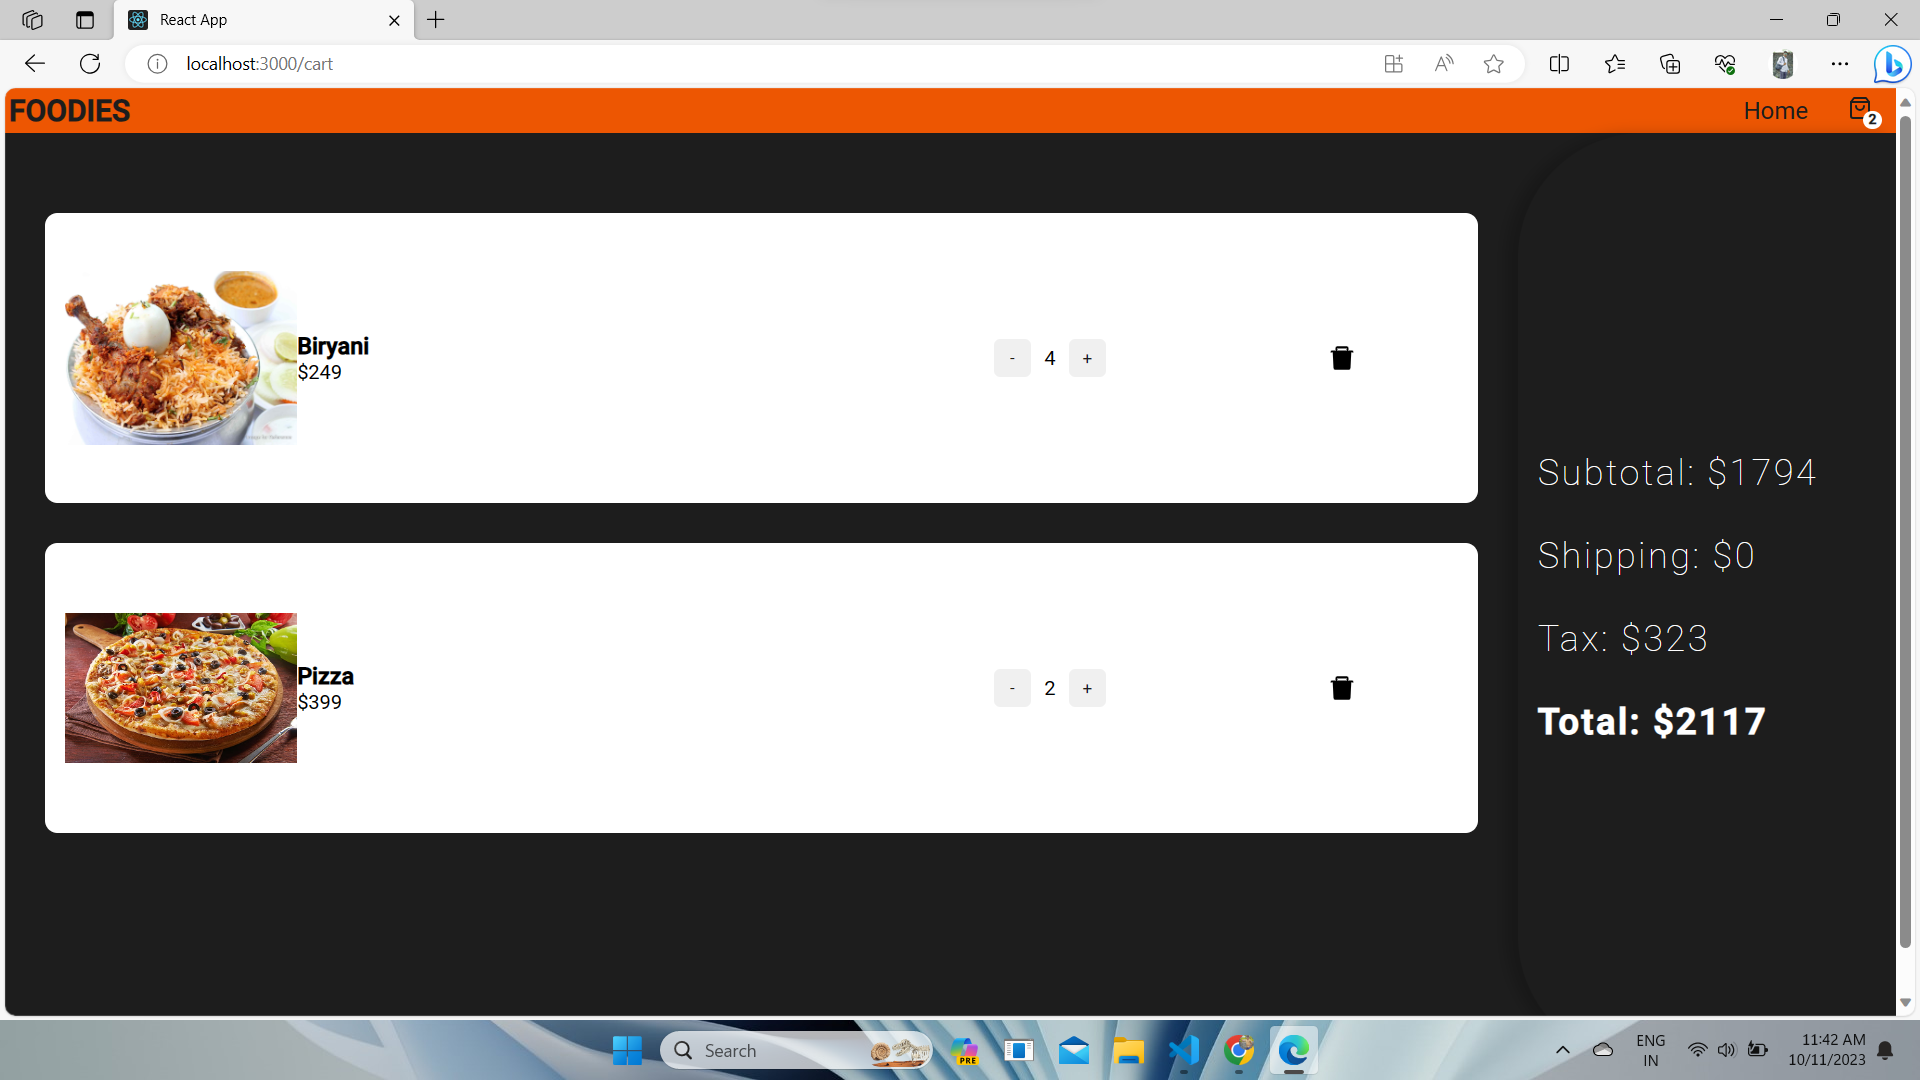 React App
localhost:3000/cart
FOODIES
Home
2
Biryani
$249
- 4 +
Pizza
$399
- 2 +
Subtotal: $1794
Shipping: $0
Tax: $323
Total: $2117
Search
PRE
ENG
IN
11:42 AM
10/11/2023